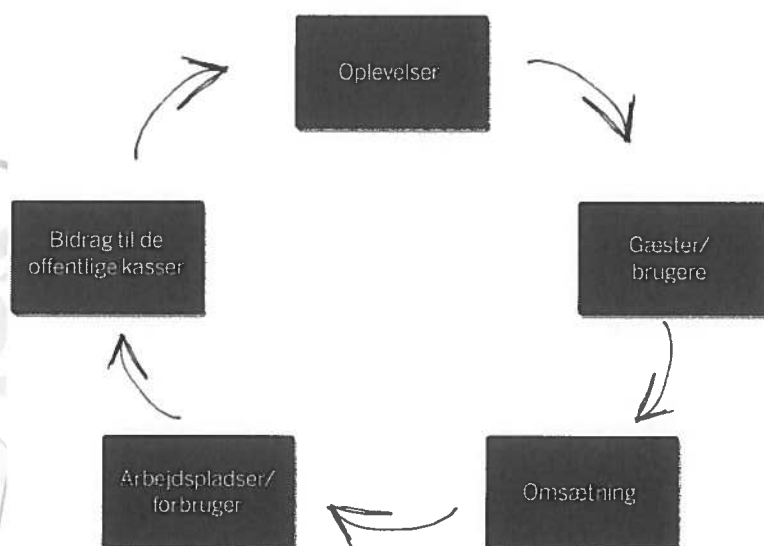 Oplevelser
Gæster/
brugere
Omsætning
Arbejdspladser/
forbruger
Bidrag til de
offentlige kasser